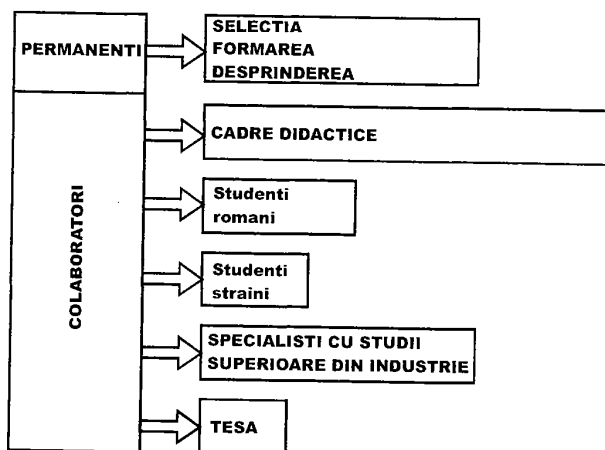 PERMANENTI
SELECTIA
FORMAREA
DESPRINDEREA
COLABORATORI
CADRE DIDACTICE
Studenti
romani
Studenti
straini
SPECIALISTI CU STUDII
SUPERIOARE DIN INDUSTRIE
TESA